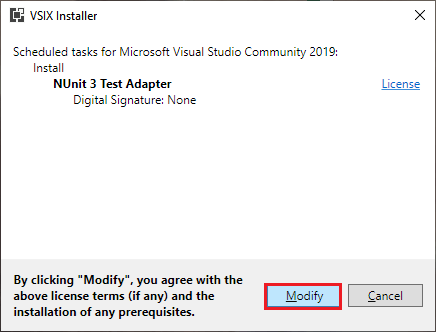 VSIX Installer
Scheduled tasks for Microsoft Visual Studio Community 2019:
Install
NUnit 3 Test Adapter License
Digital Signature: None
By clicking "Modify", you agree with the
above license terms (if any) and the
installation of any prerequisites.
Modify Cancel